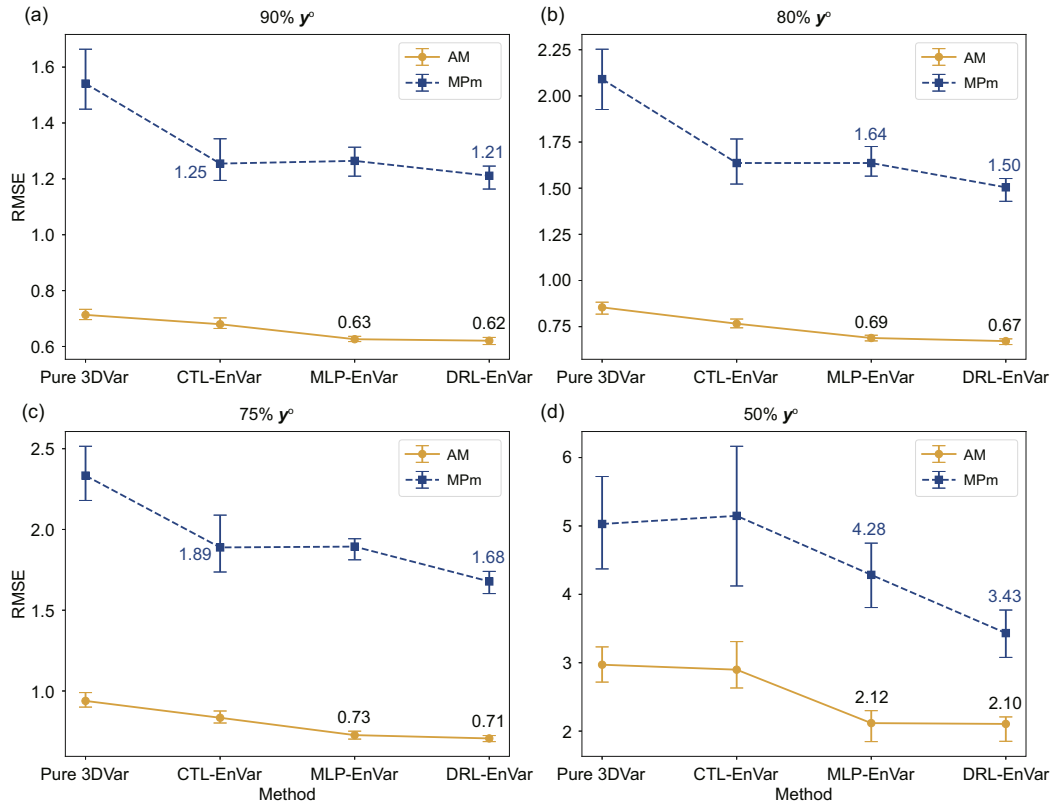 (a)
90% yᵒ
RMSE
1.6
1.4
1.2
1.0
0.8
0.6
AM
MPm
1.25
1.21
0.63
0.62
Pure 3DVar
CTL-EnVar
MLP-EnVar
DRL-EnVar
(b)
80% yᵒ
2.25
2.00
1.75
1.50
1.25
1.00
0.75
AM
MPm
1.64
1.50
0.69
0.67
Pure 3DVar
CTL-EnVar
MLP-EnVar
DRL-EnVar
(c)
75% yᵒ
RMSE
2.5
2.0
1.5
1.0
AM
MPm
1.89
1.68
0.73
0.71
Pure 3DVar
CTL-EnVar
MLP-EnVar
DRL-EnVar
Method
(d)
50% yᵒ
6
5
4
3
2
AM
MPm
4.28
3.43
2.12
2.10
Pure 3DVar
CTL-EnVar
MLP-EnVar
DRL-EnVar
Method